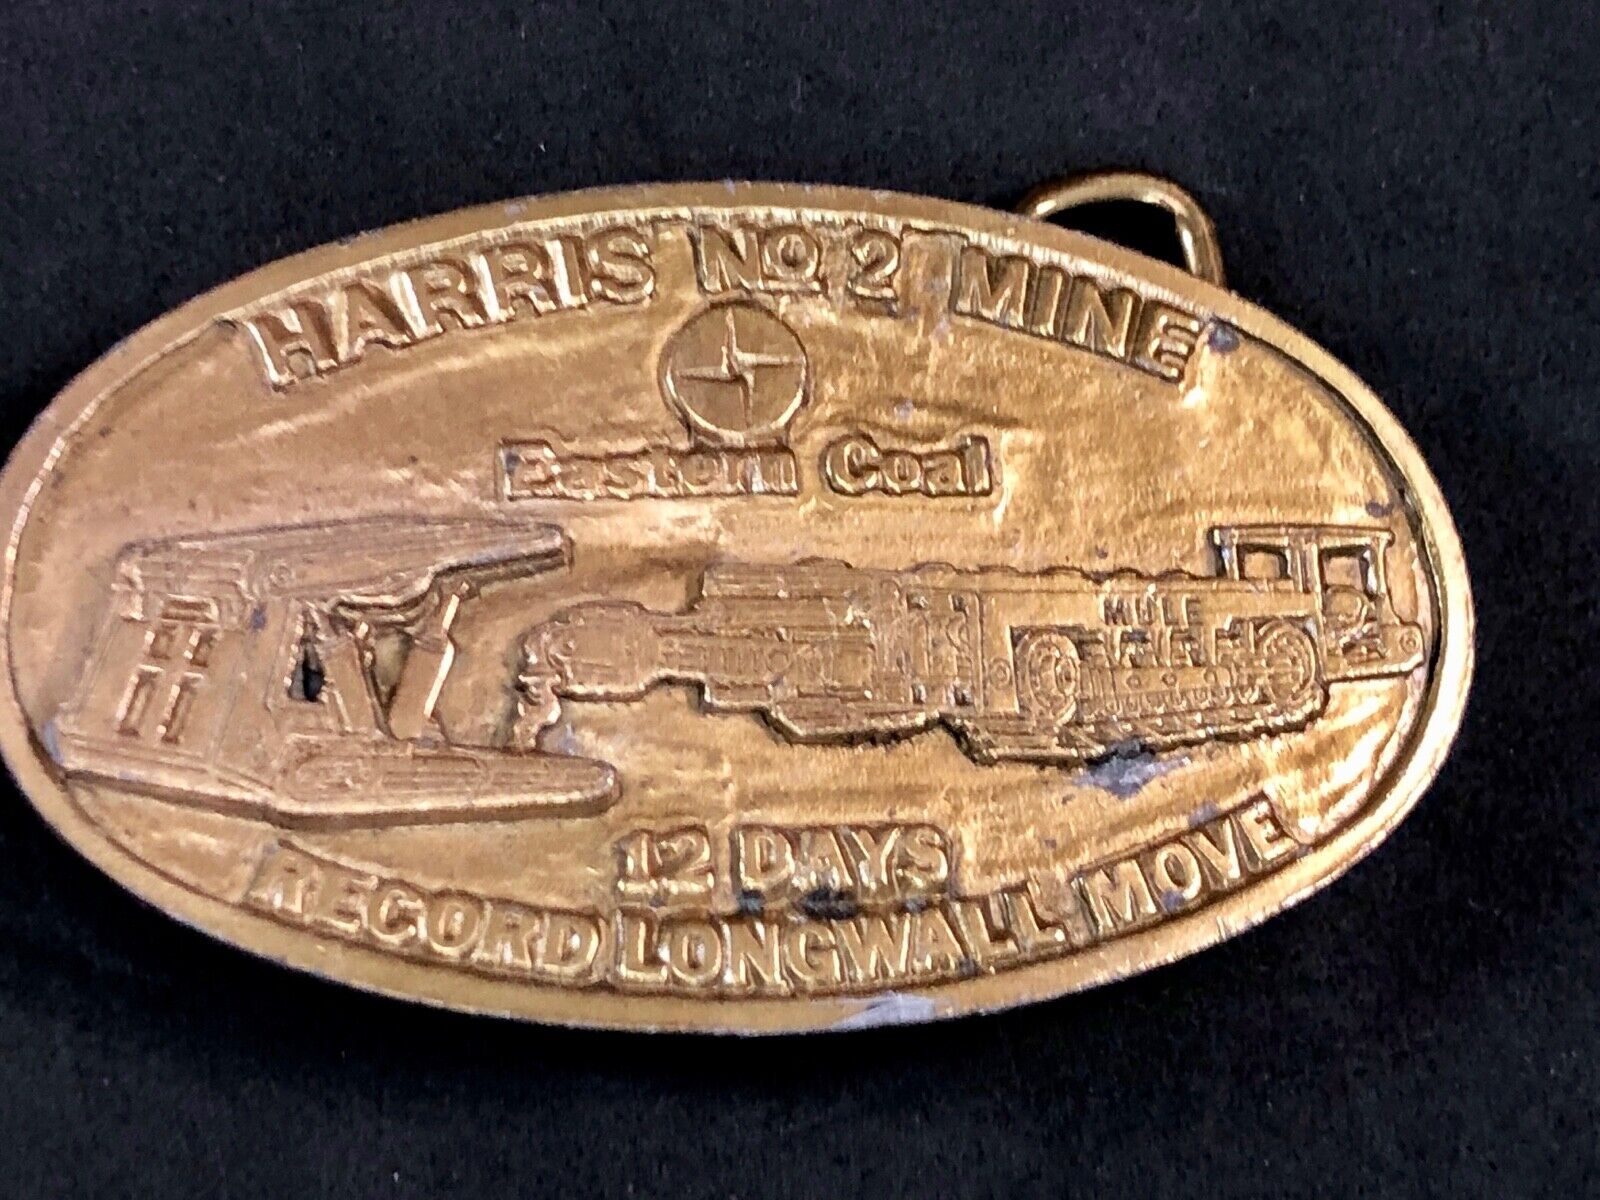 HARRIS No 2 MINE
Eastern Coal
MULE
12 DAYS
RECORD LONGWALL MOVE